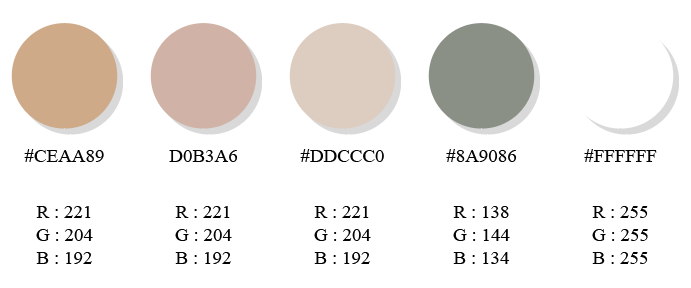 #CEAA89 D0B3A6 #DDCCC0 #8A9086 #FFFFFF
R : 221 R : 221 R : 221 R : 138 R : 255
G : 204 G : 204 G : 204 G : 144 G : 255
B : 192 B : 192 B : 192 B : 134 B : 255